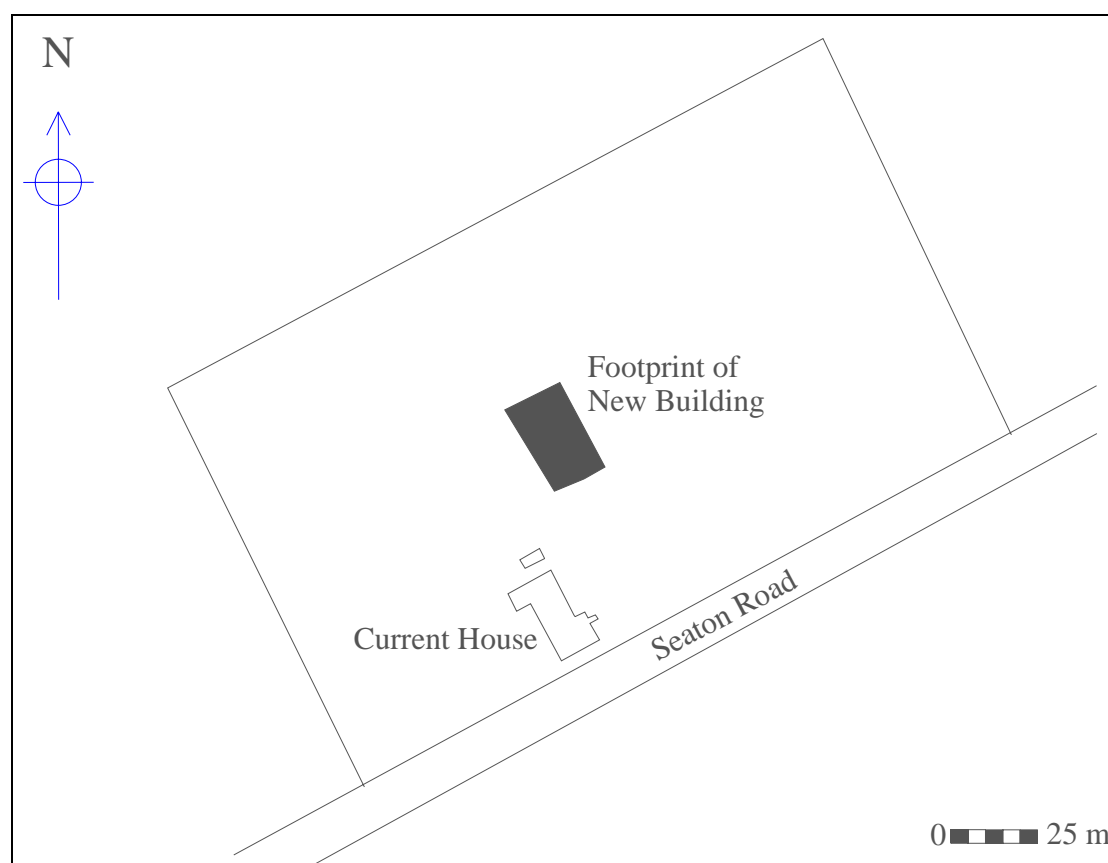 N
Footprint of
New Building
Current House
Seaton Road
0 25 m